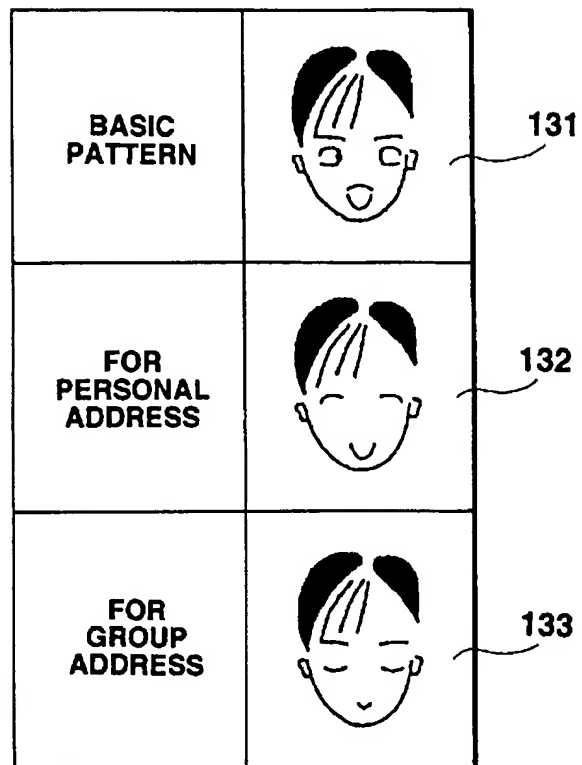 BASIC
PATTERN
131
FOR
PERSONAL
ADDRESS
132
FOR
GROUP
ADDRESS
133